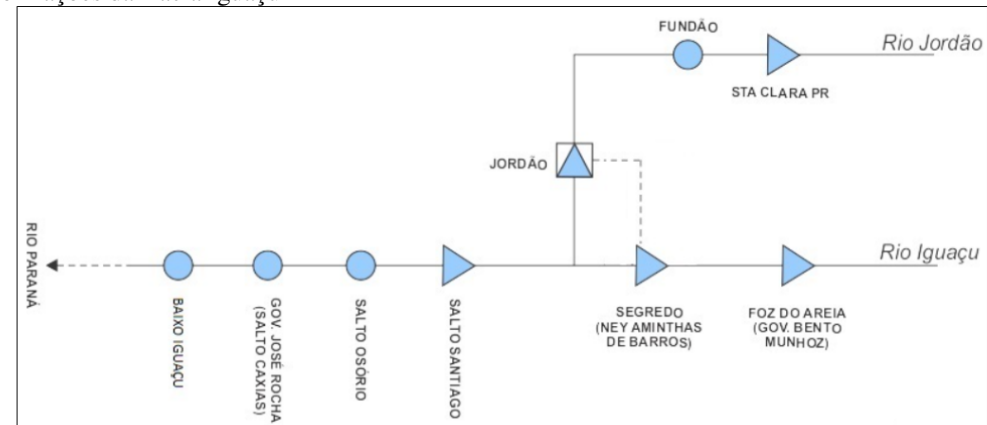 FUNDÃO
Rio Jordão
STA CLARA PR
JORDÃO
Rio Iguaçu
RIO PARANÁ
BAIXO IGUAÇU
GOV. JOSÉ ROCHA
(SALTO CAXIAS)
SALTO OSÓRIO
SALTO SANTIAGO
SEGREDO
(NEY AMINTHAS
DE BARROS)
FOZ DO AREIA
(GOV. BENTO
MUNHOZ)